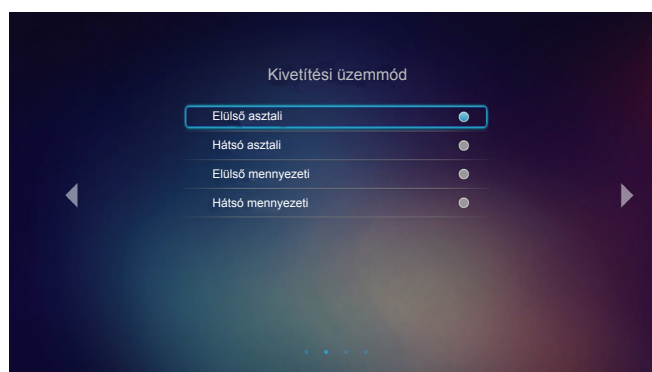 Kivetítési üzemmód
Elülső asztali
Hátsó asztali
Elülső mennyezeti
Hátsó mennyezeti